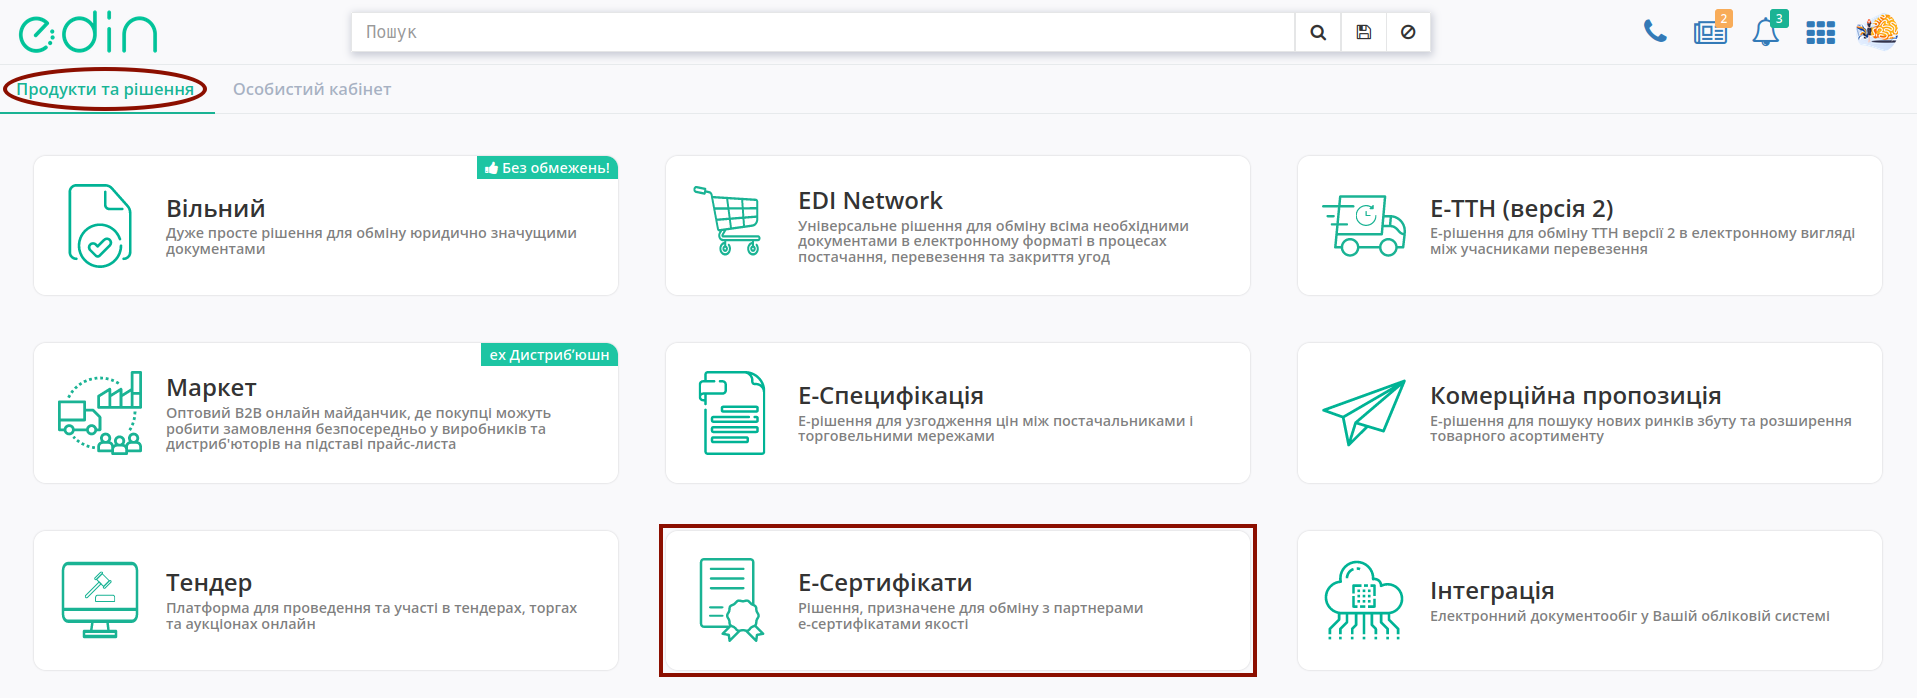 edin
Пошук
2
3
Продукти та рішення
Особистий кабінет
Без обмежень!
Вільний
Дуже просте рішення для обміну юридично значущими
документами
EDI Network
Універсальне рішення для обміну всіма необхідними
документами в електронному форматі в процесах
постачання, перевезення та закриття угод
Е-ТТН (версія 2)
Е-рішення для обміну ТТН версії 2 в електронному вигляді
між учасниками перевезення
ех Дистриб'юшн
Маркет
Оптовий B2B онлайн майданчик, де покупці можуть
робити замовлення безпосередньо у виробників та
дистриб'юторів на підставі прайс-листа
Е-Специфікація
Е-рішення для узгодження цін між постачальниками і
торговельними мережами
Комерційна пропозиція
Е-рішення для пошуку нових ринків збуту та розширення
товарного асортименту
Тендер
Платформа для проведення та участі в тендерах, торгах
та аукціонах онлайн
Е-Сертифікати
Рішення, призначене для обміну з партнерами
е-сертифікатами якості
Інтеграція
Електронний документообіг у Вашій обліковій системі